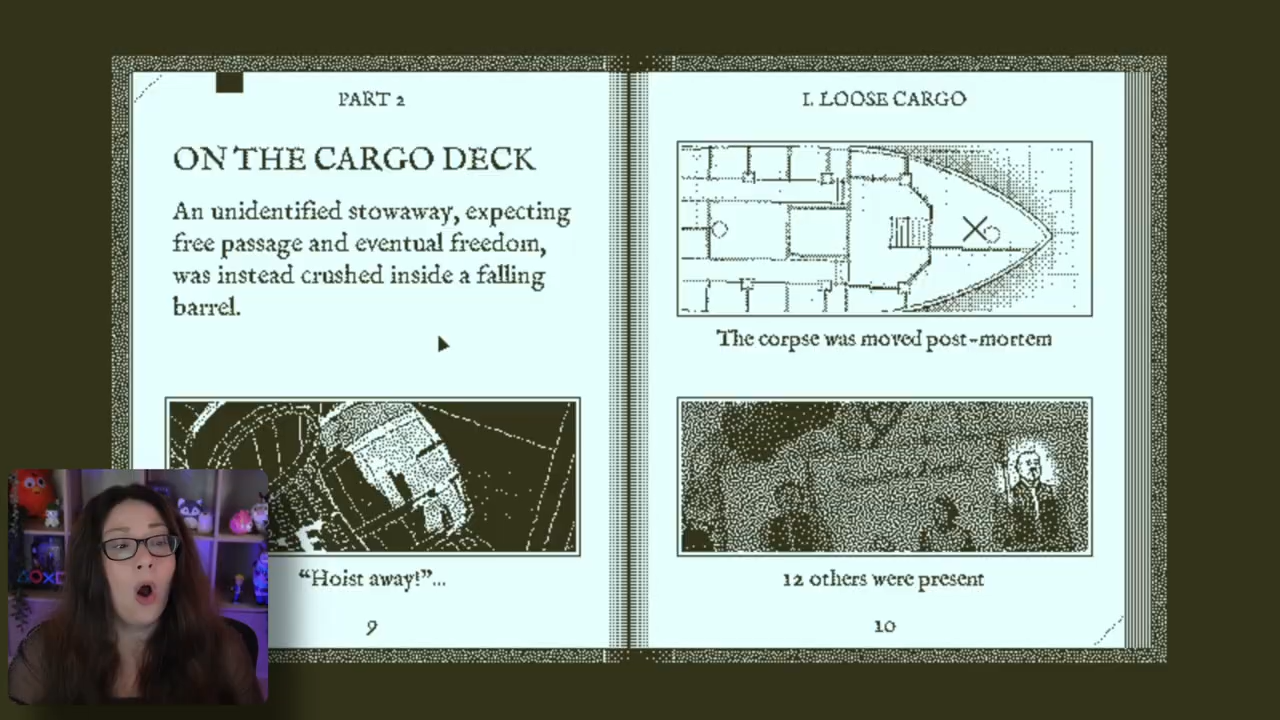 PART 2
ON THE CARGO DECK
An unidentified stowaway, expecting
free passage and eventual freedom,
was instead crushed inside a falling
barrel.
“Hoist away!”...
9
I. LOOSE CARGO
The corpse was moved post-mortem
12 others were present
10